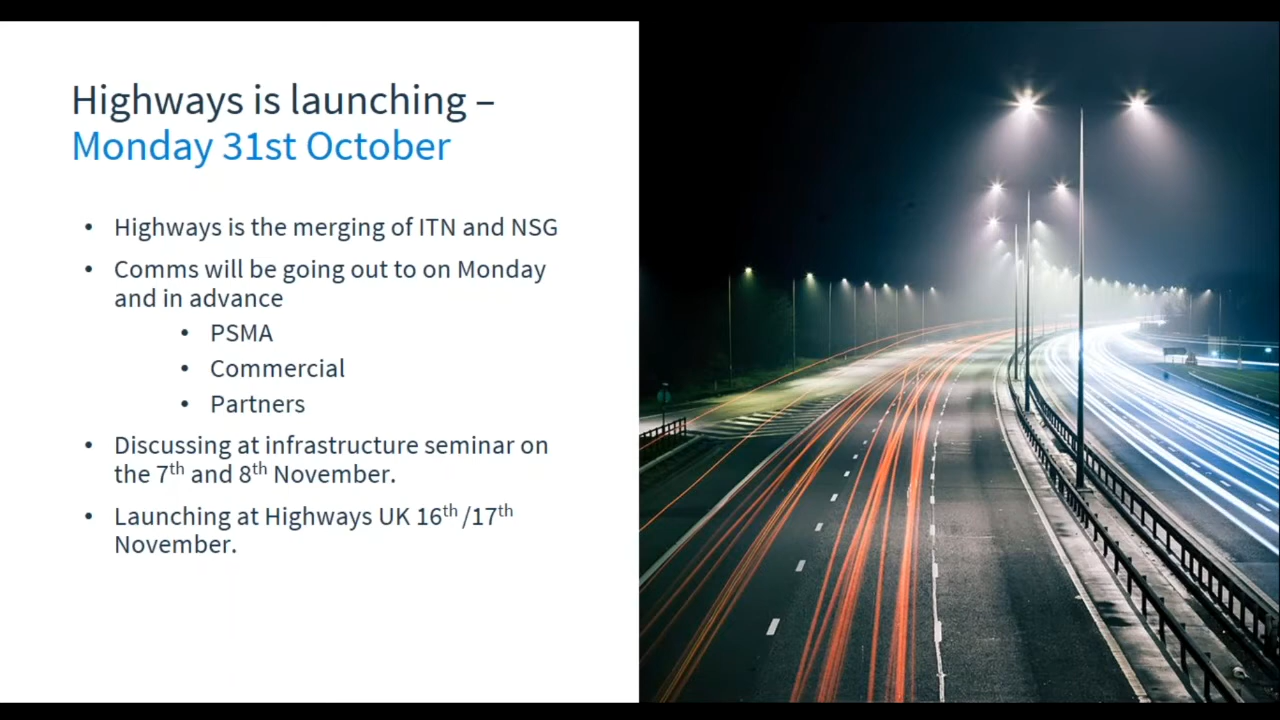 Highways is launching –
Monday 31st October
• Highways is the merging of ITN and NSG
• Comms will be going out to on Monday
and in advance
• PSMA
• Commercial
• Partners
• Discussing at infrastructure seminar on
the 7th and 8th November.
• Launching at Highways UK 16th /17th
November.